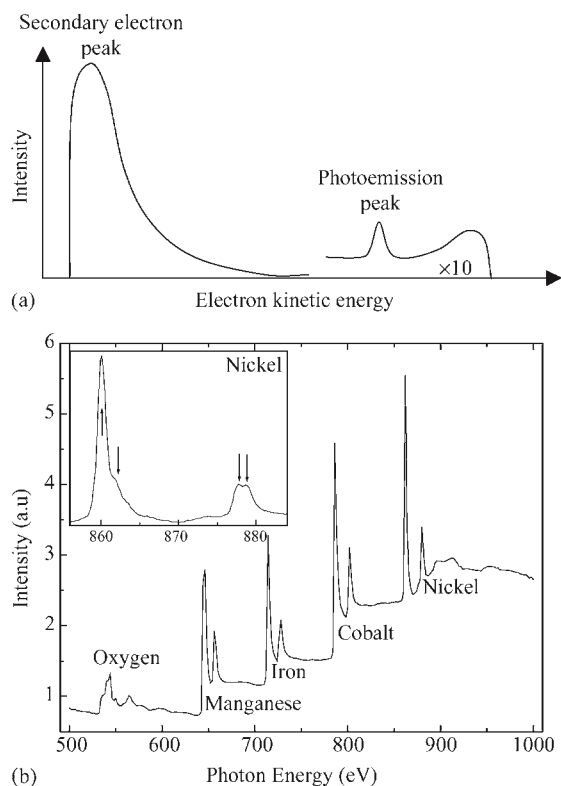 Secondary electron
peak
Intensity
Photoemission
peak
×10
(a)
Electron kinetic energy
6
5
4
3
2
1
Intensity (a.u)
Nickel
860 870 880
Oxygen
Manganese
Iron
Cobalt
Nickel
500 600 700 800 900 1000
(b)
Photon Energy (eV)